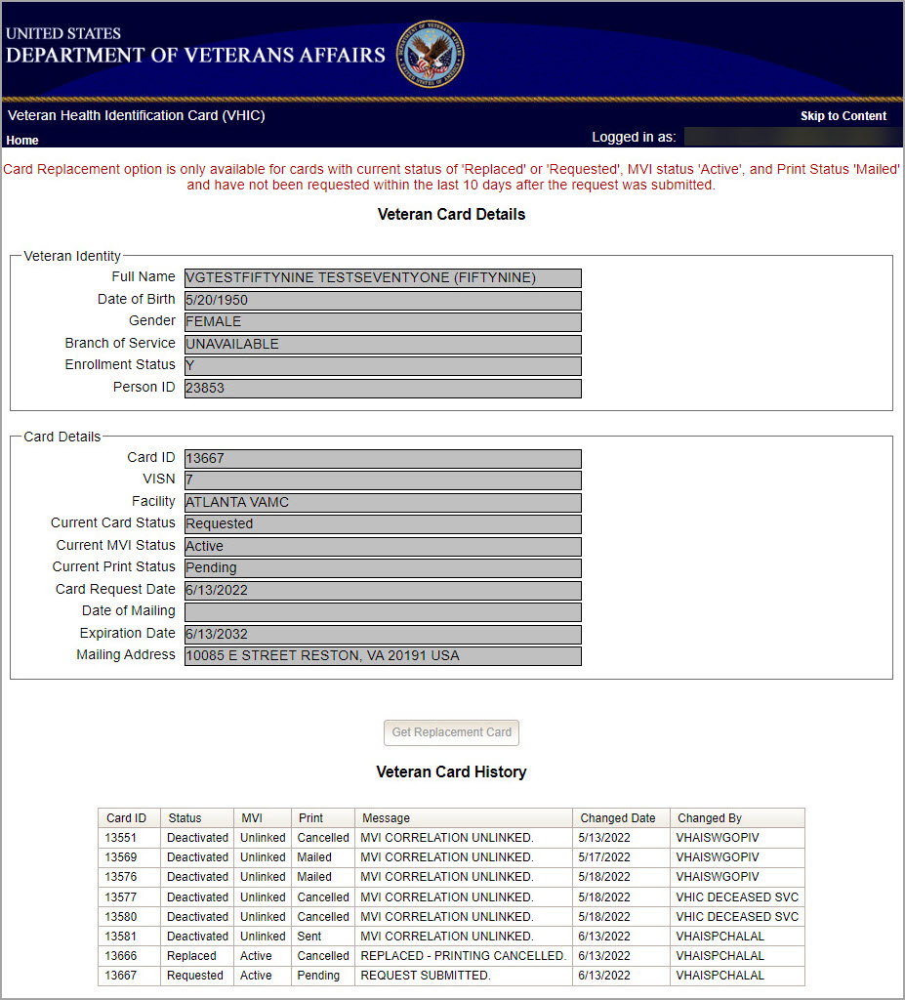 UNITED STATES
DEPARTMENT OF VETERANS AFFAIRS
Veteran Health Identification Card (VHIC)
Skip to Content
Home
Logged in as:
Card Replacement option is only available for cards with current status of 'Replaced' or 'Requested', MVI status 'Active', and Print Status 'Mailed'
and have not been requested within the last 10 days after the request was submitted.
Veteran Card Details
Veteran Identity
Full Name VGTESTFIFTYNINE TESTSEVENTYONE (FIFTYNINE)
Date of Birth 5/20/1950
Gender FEMALE
Branch of Service UNAVAILABLE
Enrollment Status Y
Person ID 23853
Card Details
Card ID 13667
VISN 7
Facility ATLANTA VAMC
Current Card Status Requested
Current MVI Status Active
Current Print Status Pending
Card Request Date 6/13/2022
Date of Mailing
Expiration Date 6/13/2032
Mailing Address 10085 E STREET RESTON, VA 20191 USA
Get Replacement Card
Veteran Card History
Card ID Status MVI Print Message Changed Date Changed By
13551 Deactivated Unlinked Cancelled MVI CORRELATION UNLINKED. 5/13/2022 VHAISWGOPIV
13569 Deactivated Unlinked Mailed MVI CORRELATION UNLINKED. 5/17/2022 VHAISWGOPIV
13576 Deactivated Unlinked Mailed MVI CORRELATION UNLINKED. 5/18/2022 VHAISWGOPIV
13577 Deactivated Unlinked Cancelled MVI CORRELATION UNLINKED. 5/18/2022 VHIC DECEASED SVC
13580 Deactivated Unlinked Cancelled MVI CORRELATION UNLINKED. 5/18/2022 VHIC DECEASED SVC
13581 Deactivated Unlinked Sent MVI CORRELATION UNLINKED. 6/13/2022 VHAISPCHALAL
13666 Replaced Active Cancelled REPLACED - PRINTING CANCELLED. 6/13/2022 VHAISPCHALAL
13667 Requested Active Pending REQUEST SUBMITTED. 6/13/2022 VHAISPCHALAL